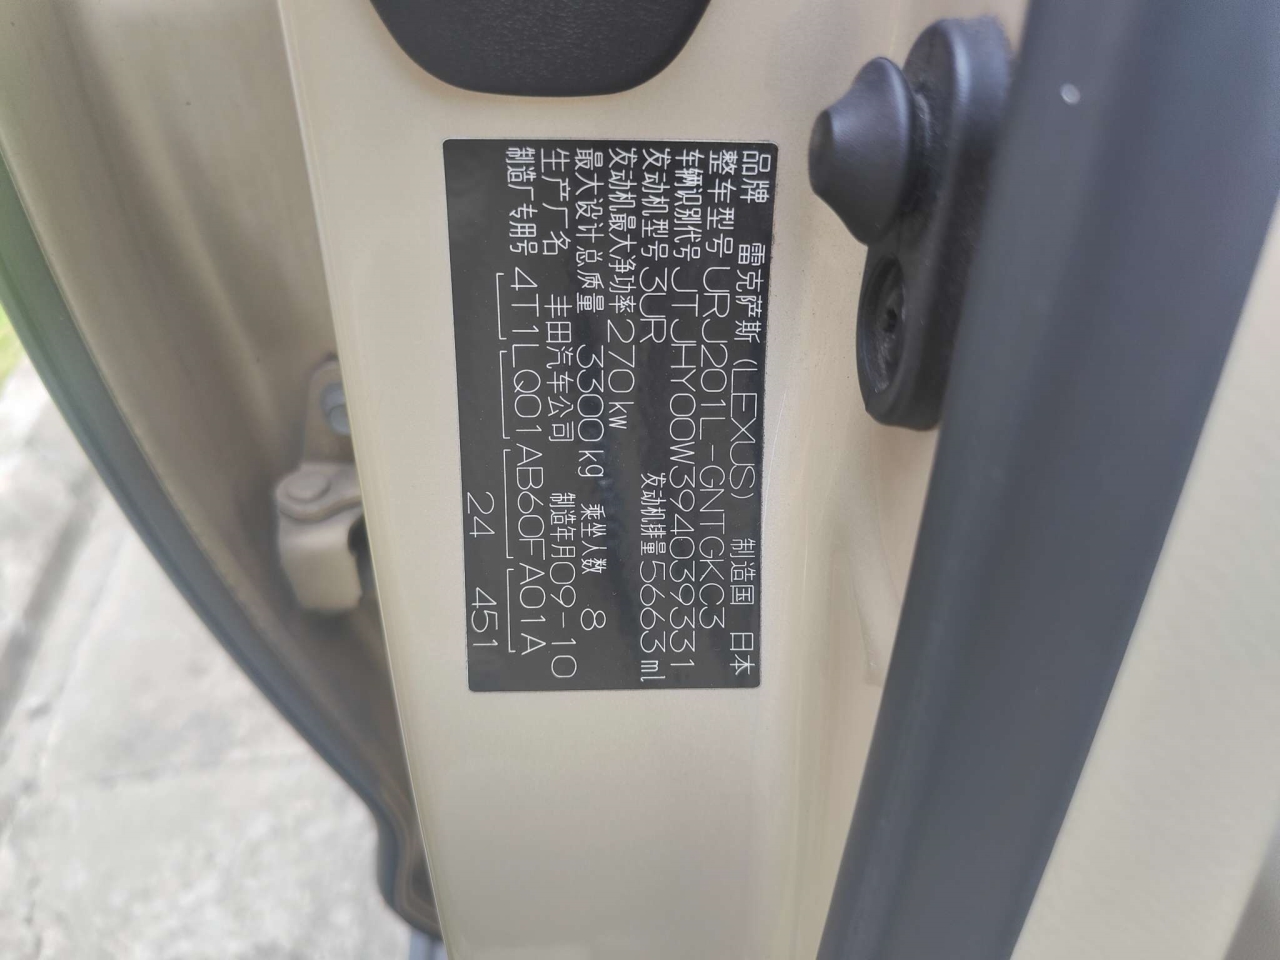 品牌 雷克萨斯 (LEXUS) 制造国 日本
整车型号 URJ201L-GNTGKC3
车辆识别代号 JTJHY00W394039331
发动机型号 3UR 发动机排量 5663ml
发动机最大净功率 270kW
最大设计总质量 3300kg 乘坐人数 8
生产厂名 丰田汽车公司 制造年月 09-10
制造厂专用号 4T1LQ01AB60FA01A
24 451